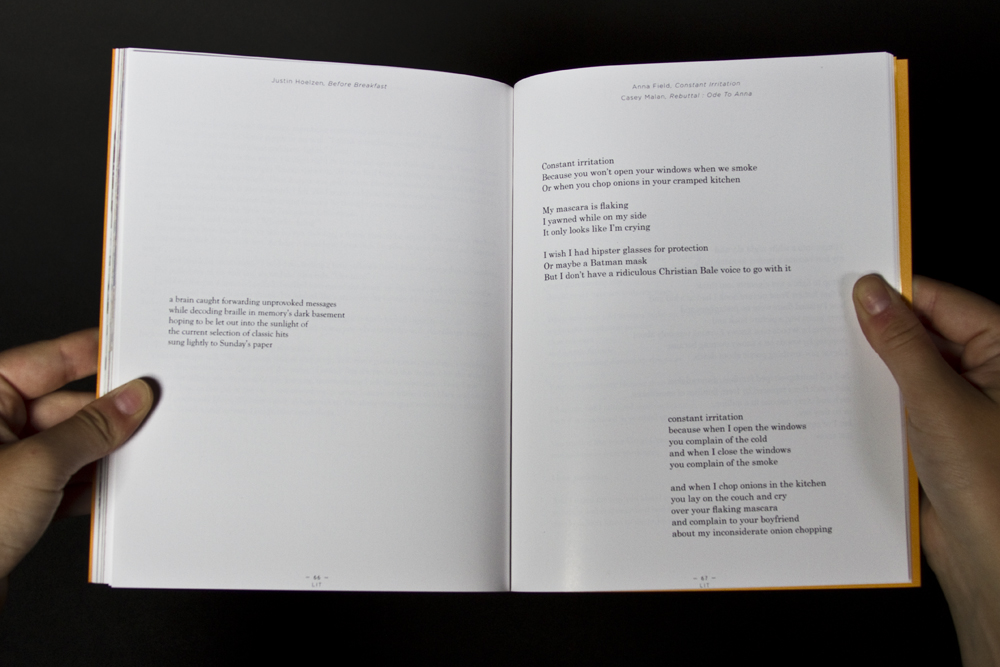 Justin Hoelzen, Before Breakfast
a brain caught forwarding unprovoked messages
while decoding braille in memory's dark basement
hoping to be let out into the sunlight of
the current selection of classic hits
sung lightly to Sunday's paper
– 66 –
LIT
Anna Field, Constant Irritation
Casey Malan, Rebuttal : Ode To Anna
Constant irritation
Because you won't open your windows when we smoke
Or when you chop onions in your cramped kitchen
My mascara is flaking
I yawned while on my side
It only looks like I'm crying
I wish I had hipster glasses for protection
Or maybe a Batman mask
But I don't have a ridiculous Christian Bale voice to go with it
constant irritation
because when I open the windows
you complain of the cold
and when I close the windows
you complain of the smoke
and when I chop onions in the kitchen
you lay on the couch and cry
over your flaking mascara
and complain to your boyfriend
about my inconsiderate onion chopping
– 67 –
LIT